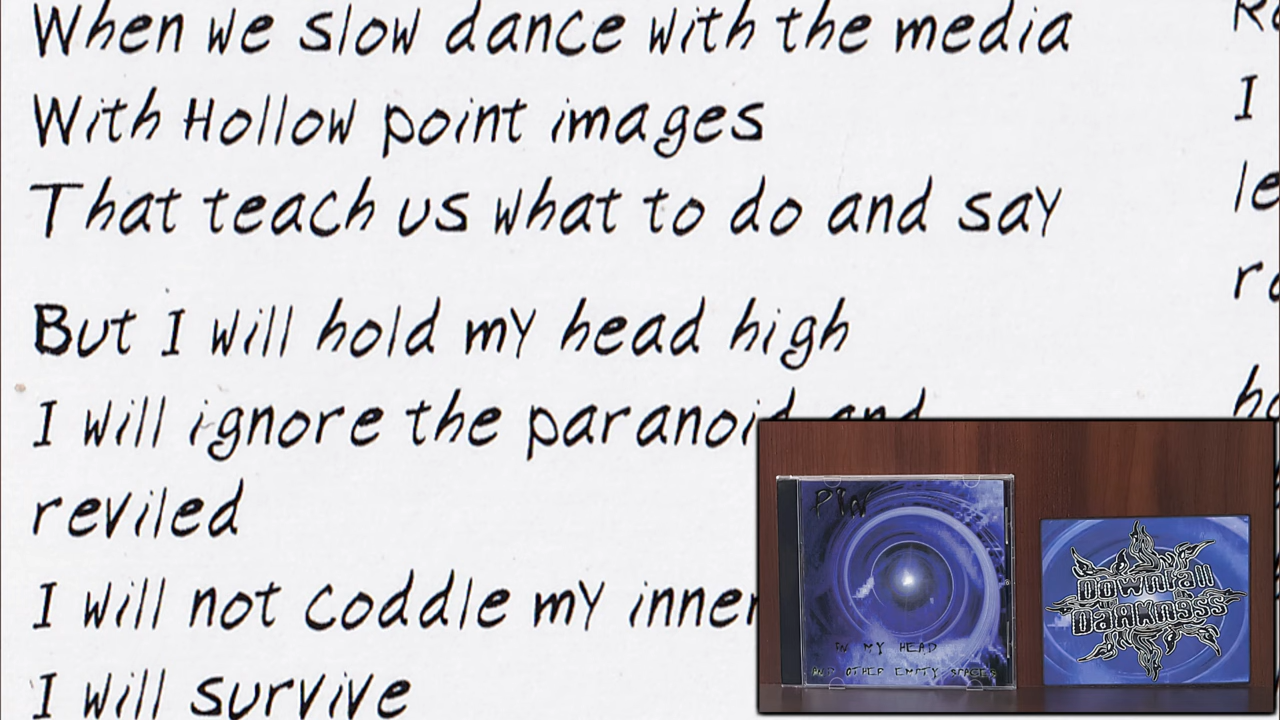 When we slow dance with the media
With Hollow point images
That teach us what to do and say
But I will hold my head high
I will ignore the paranoid and
reviled
I will not coddle my inner
I will survive
I
PIN
IN MY HEAD
AND OTHER EMPTY SPACES
Downfall
Darkness